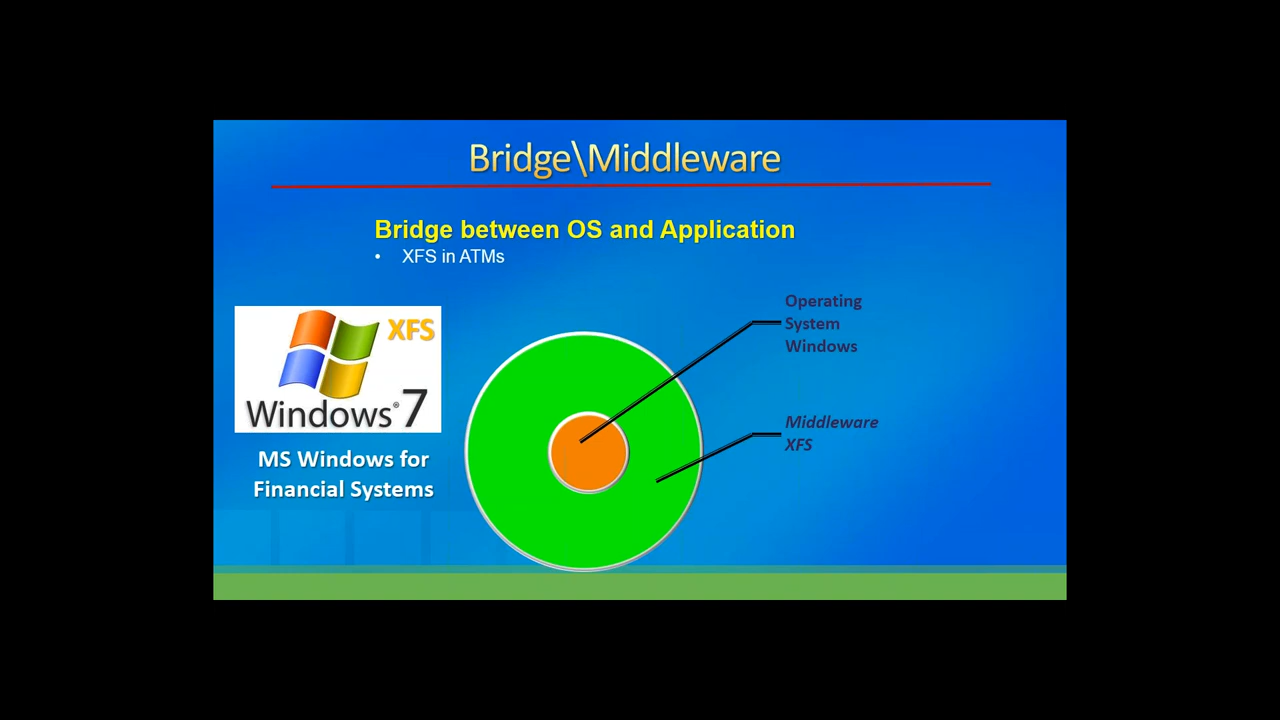 Bridge\Middleware
Bridge between OS and Application
• XFS in ATMs
XFS
Windows® 7
MS Windows for
Financial Systems
Operating
System
Windows
Middleware
XFS